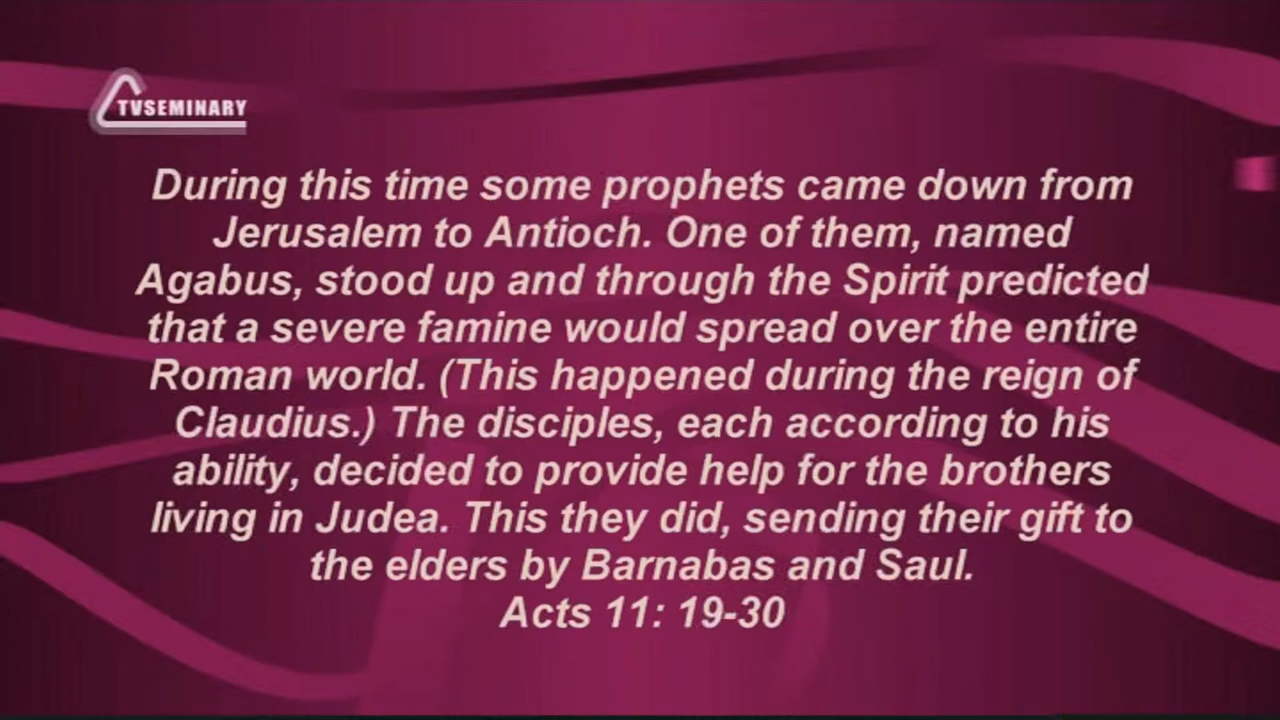 TVSEMINARY
During this time some prophets came down from
Jerusalem to Antioch. One of them, named
Agabus, stood up and through the Spirit predicted
that a severe famine would spread over the entire
Roman world. (This happened during the reign of
Claudius.) The disciples, each according to his
ability, decided to provide help for the brothers
living in Judea. This they did, sending their gift to
the elders by Barnabas and Saul.
Acts 11: 19-30